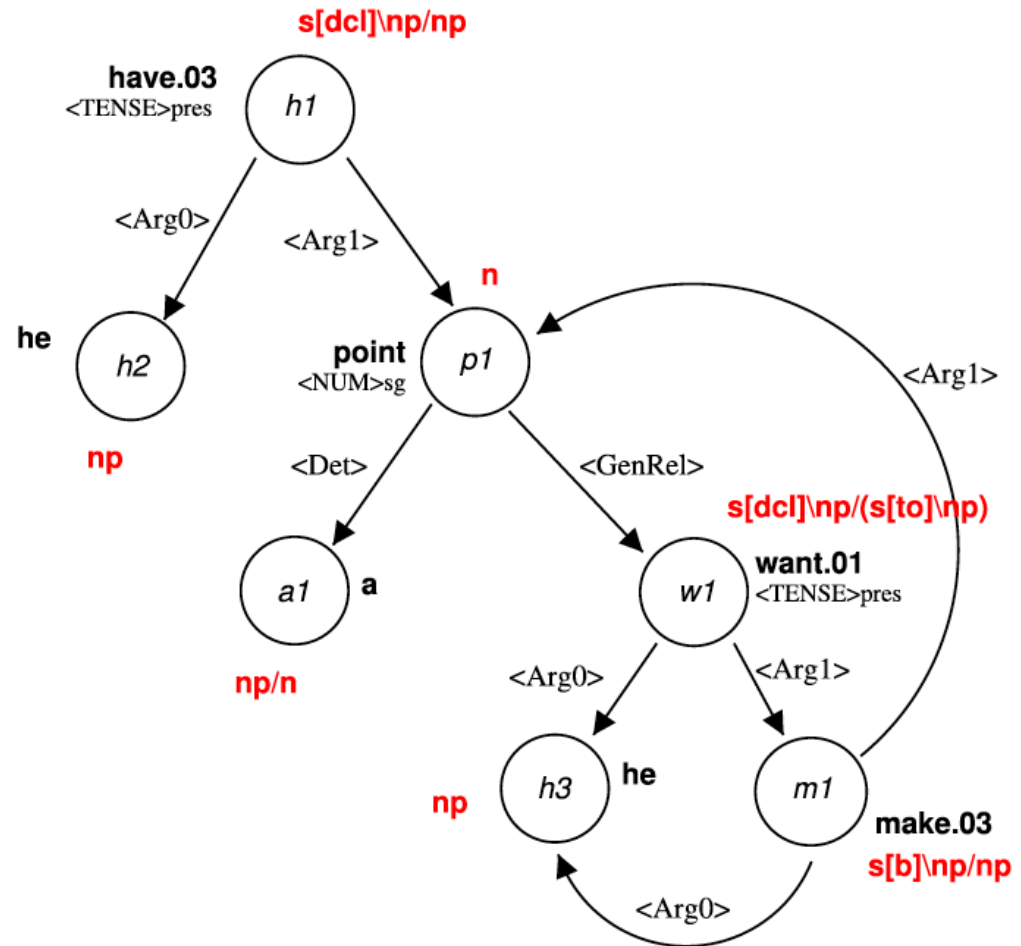 s[dcl]\np/np
have.03
<TENSE>pres
h1
<Arg0>
<Arg1>
n
he
h2
point
<NUM>sg
p1
<Arg1>
np
<Det>
<GenRel>
s[dcl]\np/(s[to]\np)
a1
a
w1
want.01
<TENSE>pres
np/n
<Arg0>
<Arg1>
np
h3
he
m1
make.03
s[b]\np/np
<Arg0>